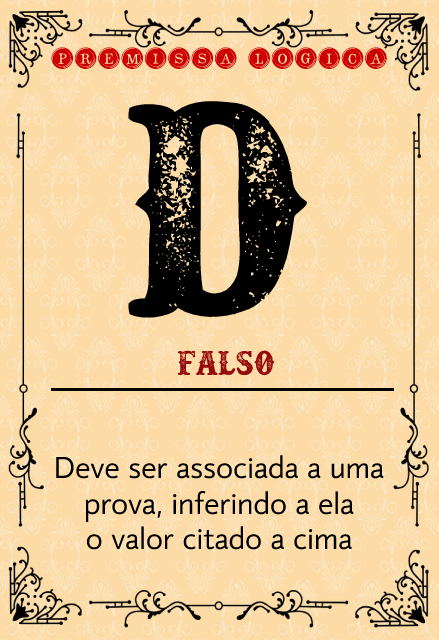 PREMISSA LOGICA
D
FALSO
Deve ser associada a uma
prova, inferindo a ela
o valor citado a cima